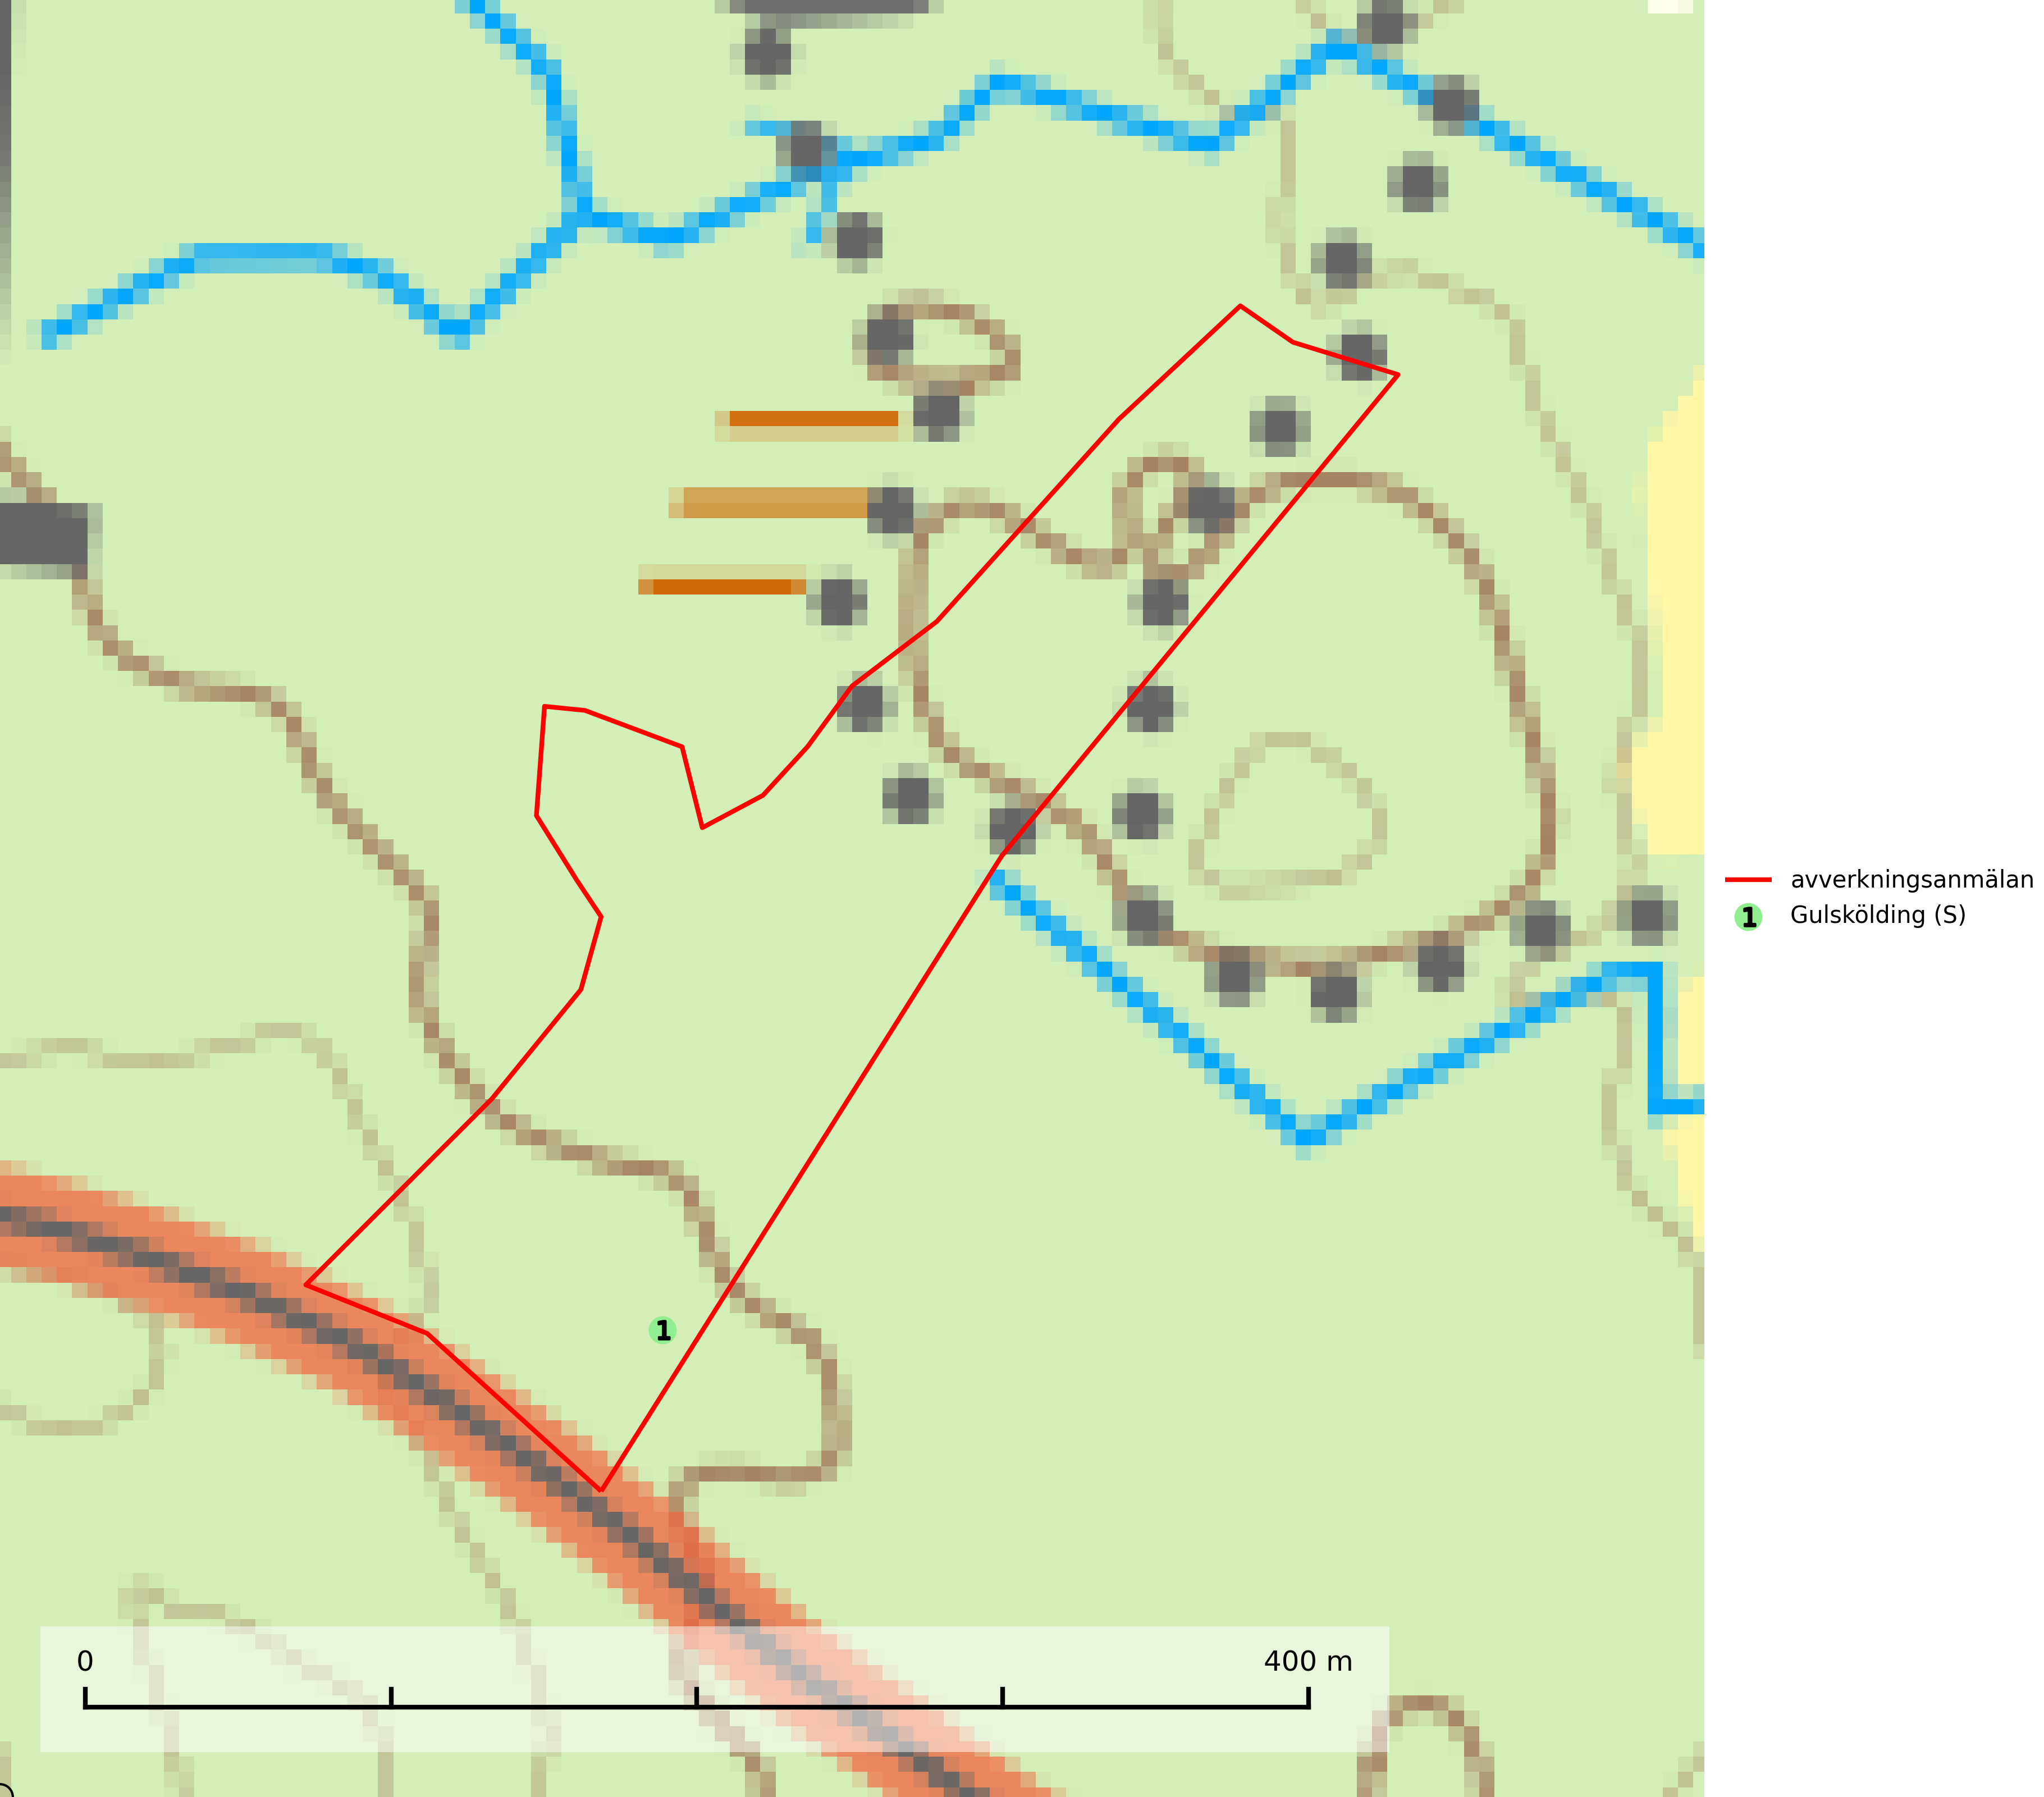 avverkningsanmälan
1 Gulskölding (S)
1
0 400 m